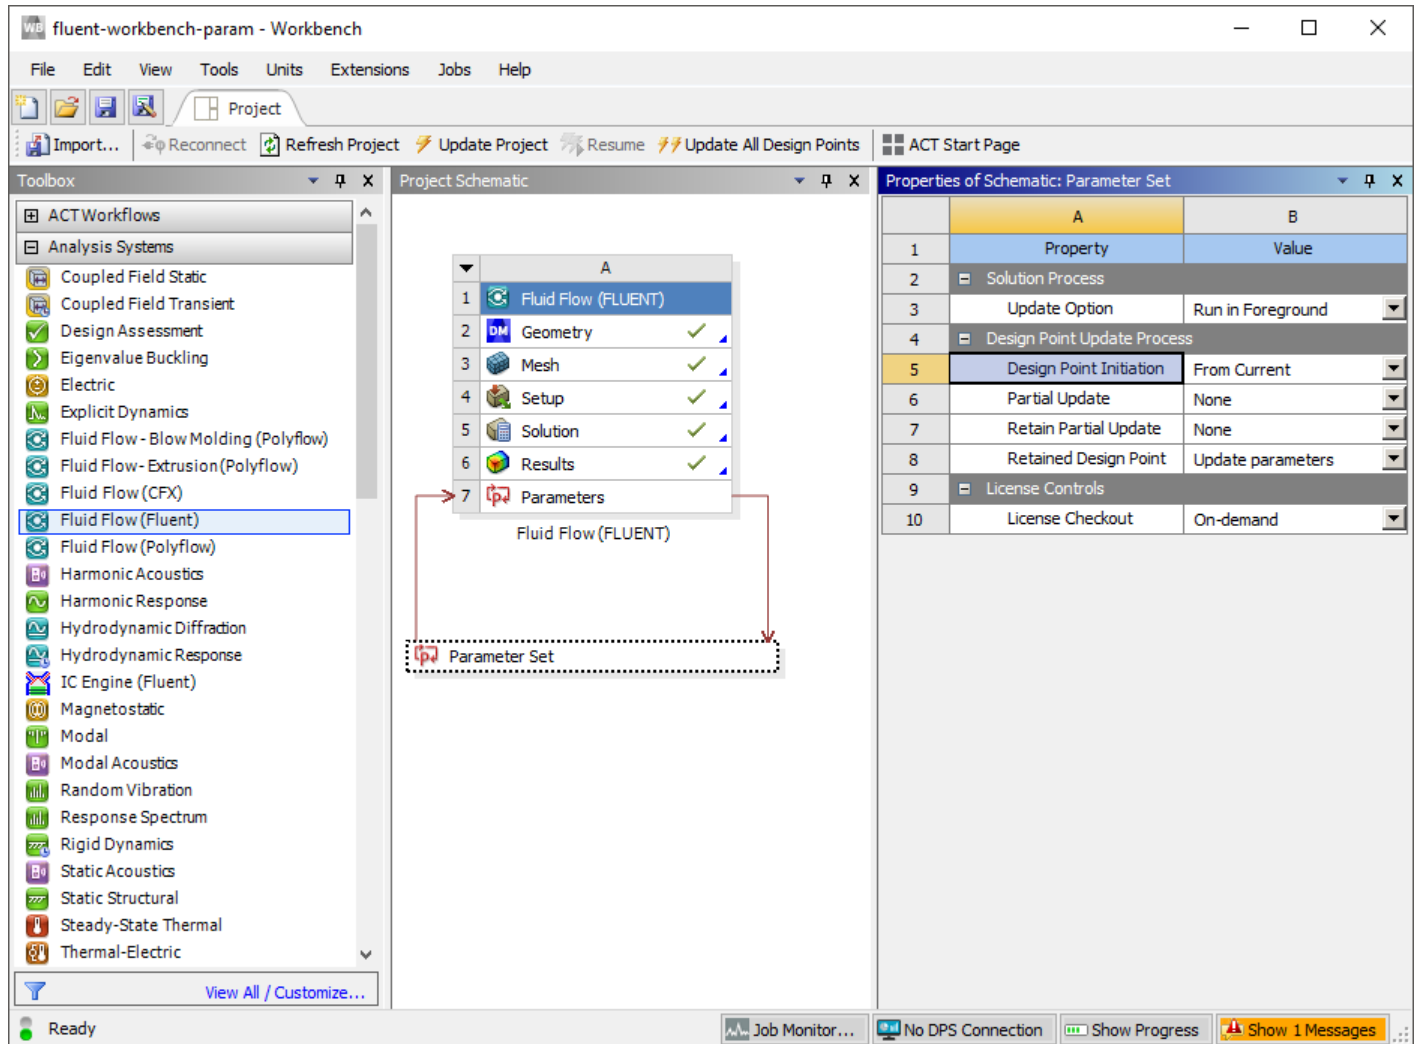 WB fluent-workbench-param - Workbench
File Edit View Tools Units Extensions Jobs Help
Project
Import... Reconnect Refresh Project Update Project Resume Update All Design Points ACT Start Page
Toolbox
ACT Workflows
Analysis Systems
Coupled Field Static
Coupled Field Transient
Design Assessment
Eigenvalue Buckling
Electric
Explicit Dynamics
Fluid Flow - Blow Molding (Polyflow)
Fluid Flow - Extrusion (Polyflow)
Fluid Flow (CFX)
Fluid Flow (Fluent)
Fluid Flow (Polyflow)
Harmonic Acoustics
Harmonic Response
Hydrodynamic Diffraction
Hydrodynamic Response
IC Engine (Fluent)
Magnetostatic
Modal
Modal Acoustics
Random Vibration
Response Spectrum
Rigid Dynamics
Static Acoustics
Static Structural
Steady-State Thermal
Thermal-Electric
View All / Customize...
Project Schematic
A
1 Fluid Flow (FLUENT)
2 DM Geometry
3 Mesh
4 Setup
5 Solution
6 Results
7 Parameters
Fluid Flow (FLUENT)
Parameter Set
Properties of Schematic: Parameter Set
A B
1 Property Value
2 Solution Process
3 Update Option Run in Foreground
4 Design Point Update Process
5 Design Point Initiation From Current
6 Partial Update None
7 Retain Partial Update None
8 Retained Design Point Update parameters
9 License Controls
10 License Checkout On-demand
Ready Job Monitor... No DPS Connection Show Progress Show 1 Messages